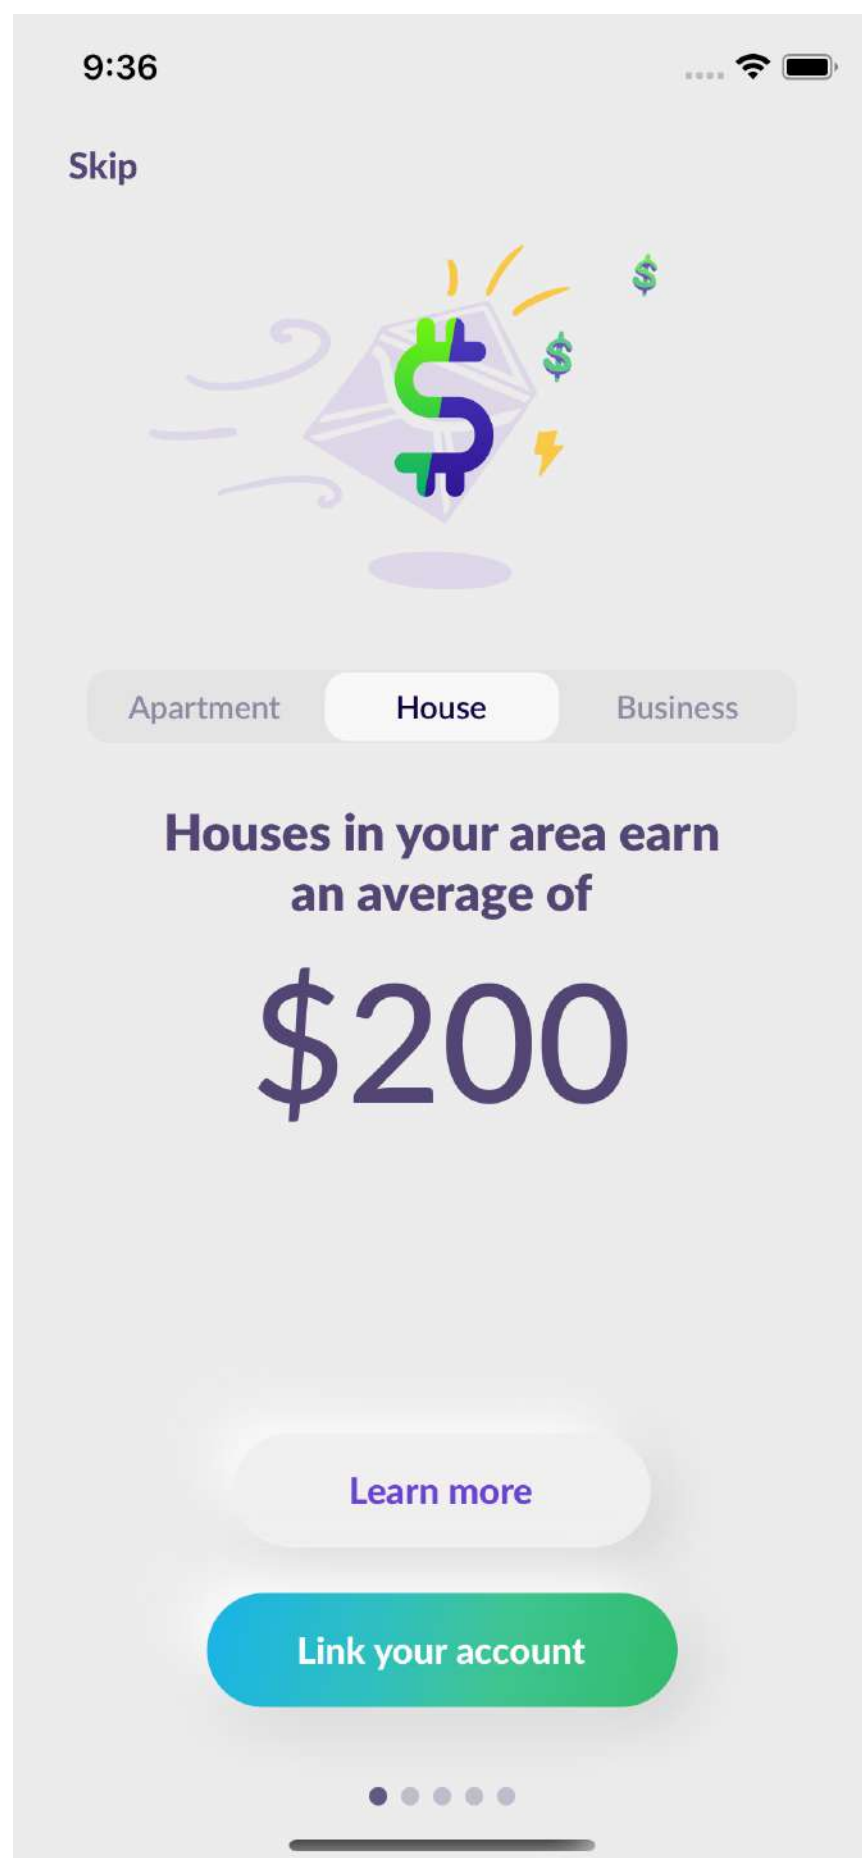 9:36
Skip
Apartment House Business
Houses in your area earn
an average of
$200
Learn more
Link your account